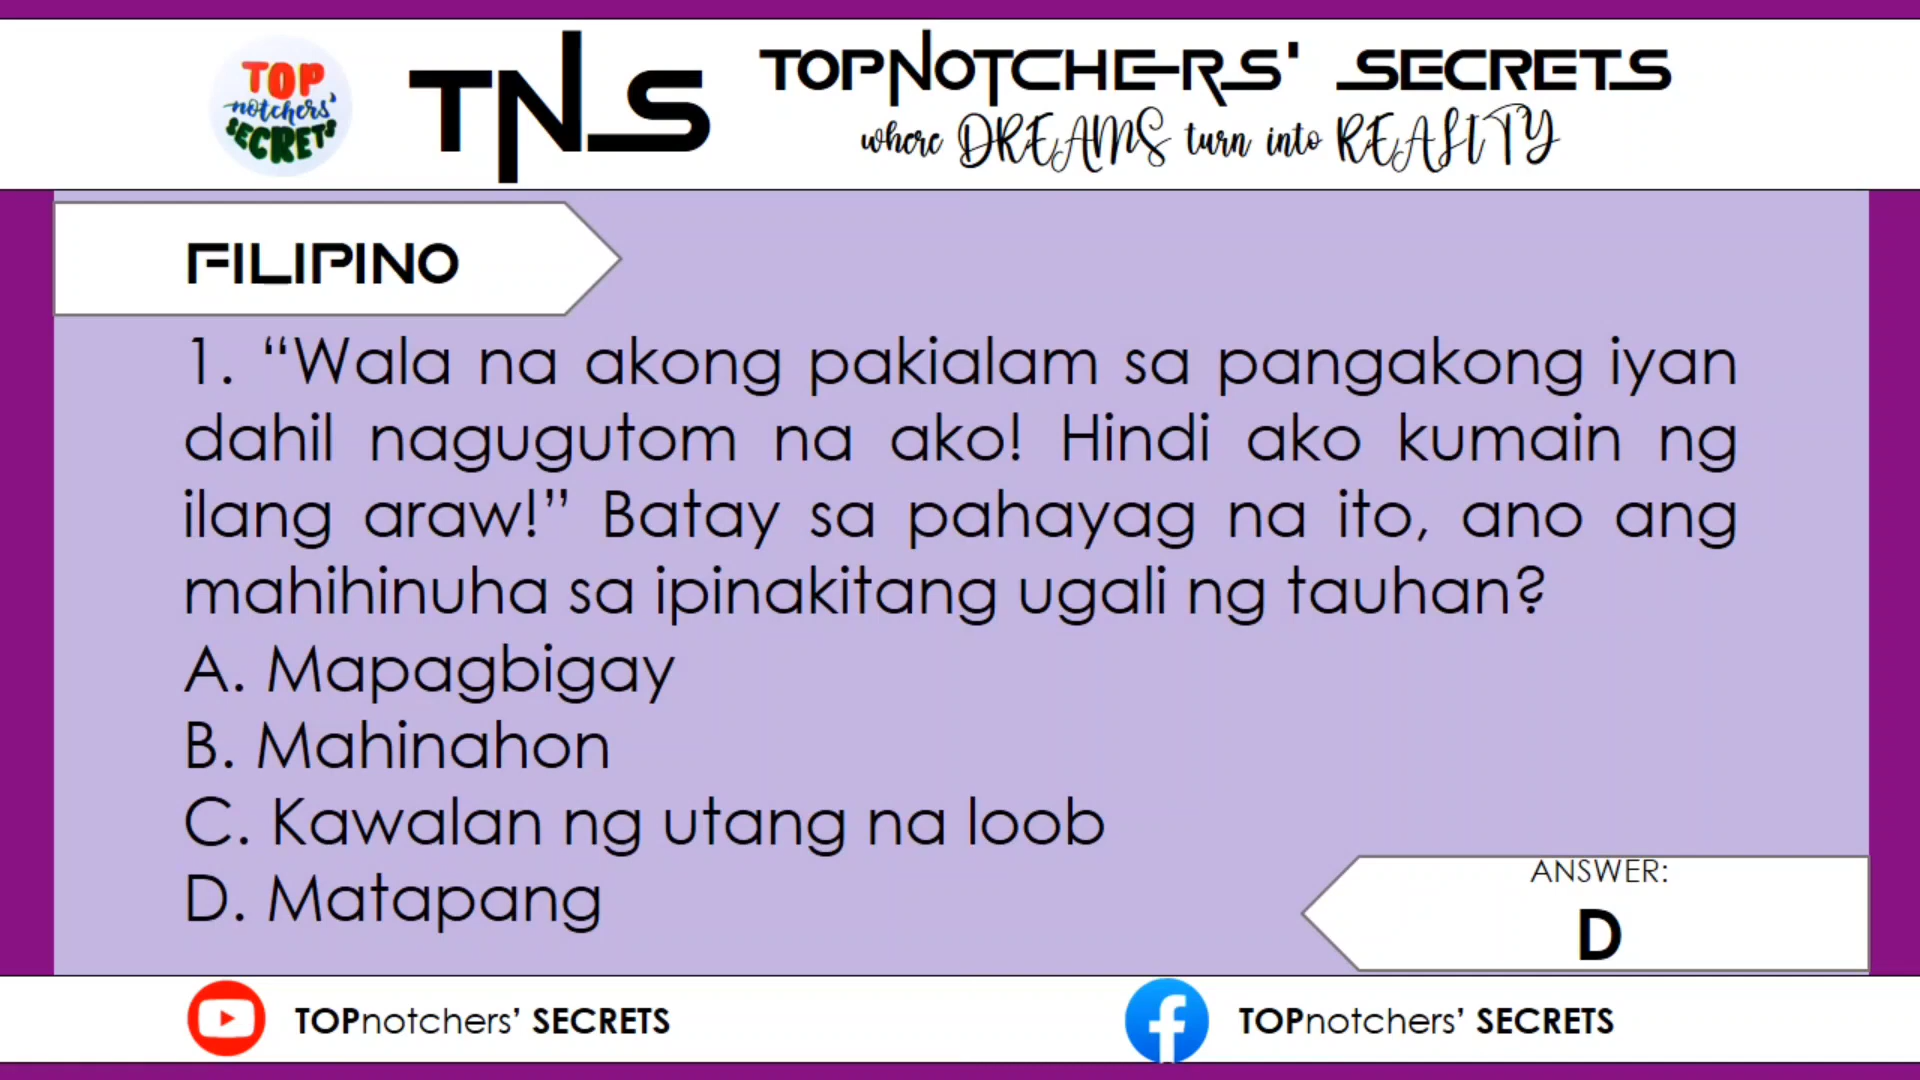 TOP
notchers'
SECRETS
TNS
TOPNOTCHERS' SECRETS
where DREAMS turn into REALITY
FILIPINO
1. “Wala na akong pakialam sa pangakong iyan
dahil nagugutom na ako! Hindi ako kumain ng
ilang araw!” Batay sa pahayag na ito, ano ang
mahihinuha sa ipinakitang ugali ng tauhan?
A. Mapagbigay
B. Mahinahon
C. Kawalan ng utang na loob
D. Matapang
ANSWER:
D
TOPnotchers’ SECRETS
TOPnotchers’ SECRETS